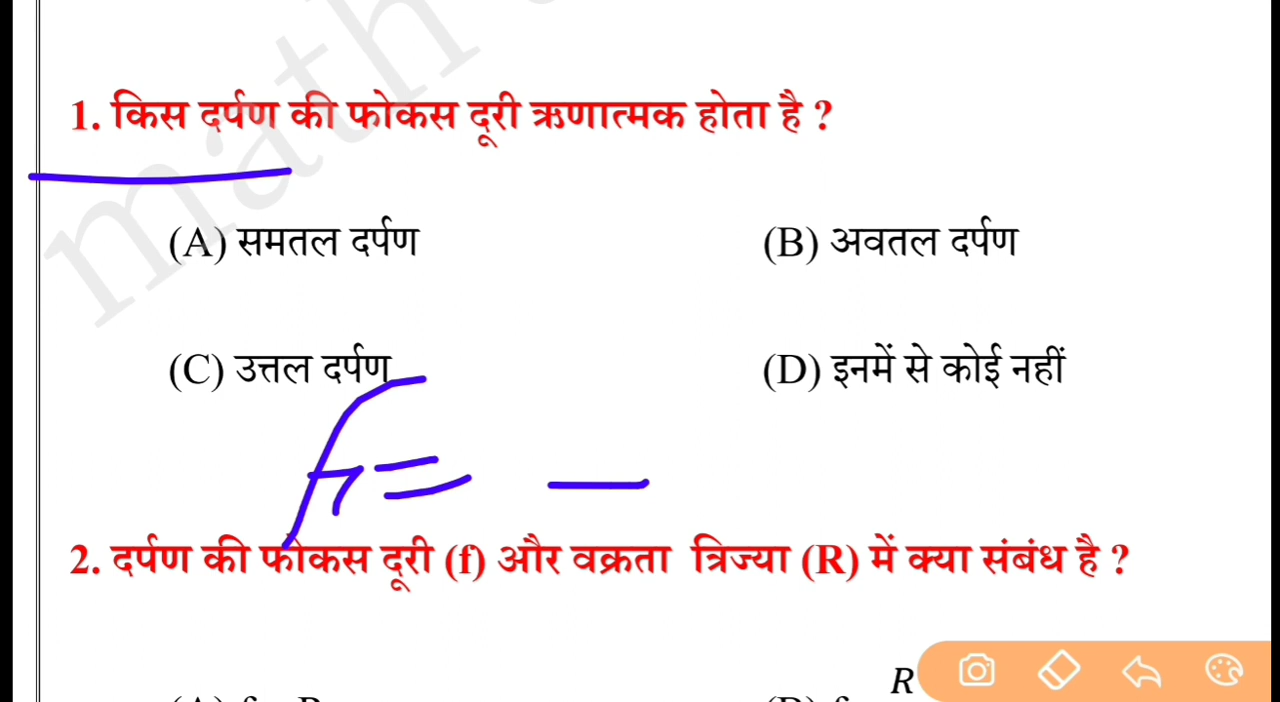 math
1. किस दर्पण की फोकस दूरी ऋणात्मक होता है ?
(A) समतल दर्पण (B) अवतल दर्पण
(C) उत्तल दर्पण (D) इनमें से कोई नहीं
f = —
2. दर्पण की फोकस दूरी (f) और वक्रता त्रिज्या (R) में क्या संबंध है ?
R